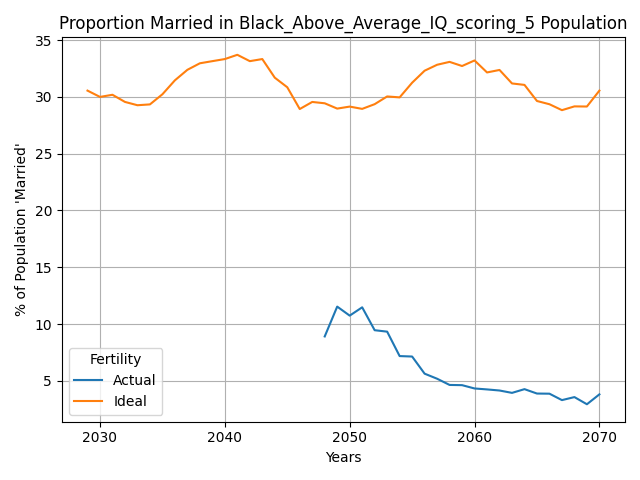 Proportion Married in Black_Above_Average_IQ_scoring_5 Population
% of Population 'Married'
35
30
25
20
15
10
5
Fertility
Actual
Ideal
2030 2040 2050 2060 2070
Years